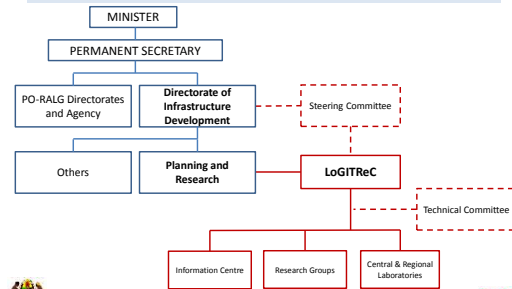 MINISTER
PERMANENT SECRETARY
PO-RALG Directorates
and Agency
Directorate of
Infrastructure
Development
Steering Committee
Others
Planning and
Research
LoGITReC
Technical Committee
Information Centre
Research Groups
Central & Regional
Laboratories